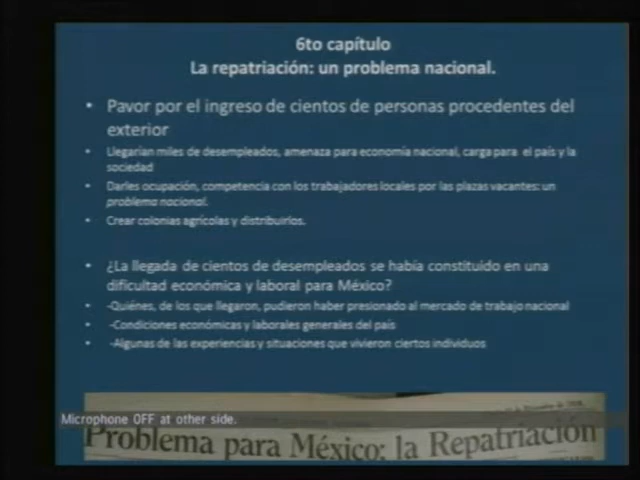 6to capítulo
La repatriación: un problema nacional.
• Pavor por el ingreso de cientos de personas procedentes del
exterior
• Llegarían miles de desempleados, amenaza para economía nacional, carga para el país y la
sociedad
• Darles ocupación, competencia con los trabajadores locales por las plazas vacantes: un
problema nacional.
• Crear colonias agrícolas y distribuirlos.
• ¿La llegada de cientos de desempleados se había constituido en una
dificultad económica y laboral para México?
• -Quiénes, de los que llegaron, pudieron haber presionado al mercado de trabajo nacional
• -Condiciones económicas y laborales generales del país
• -Algunas de las experiencias y situaciones que vivieron ciertos individuos
Microphone OFF at other side.
Problema para México: la Repatriación